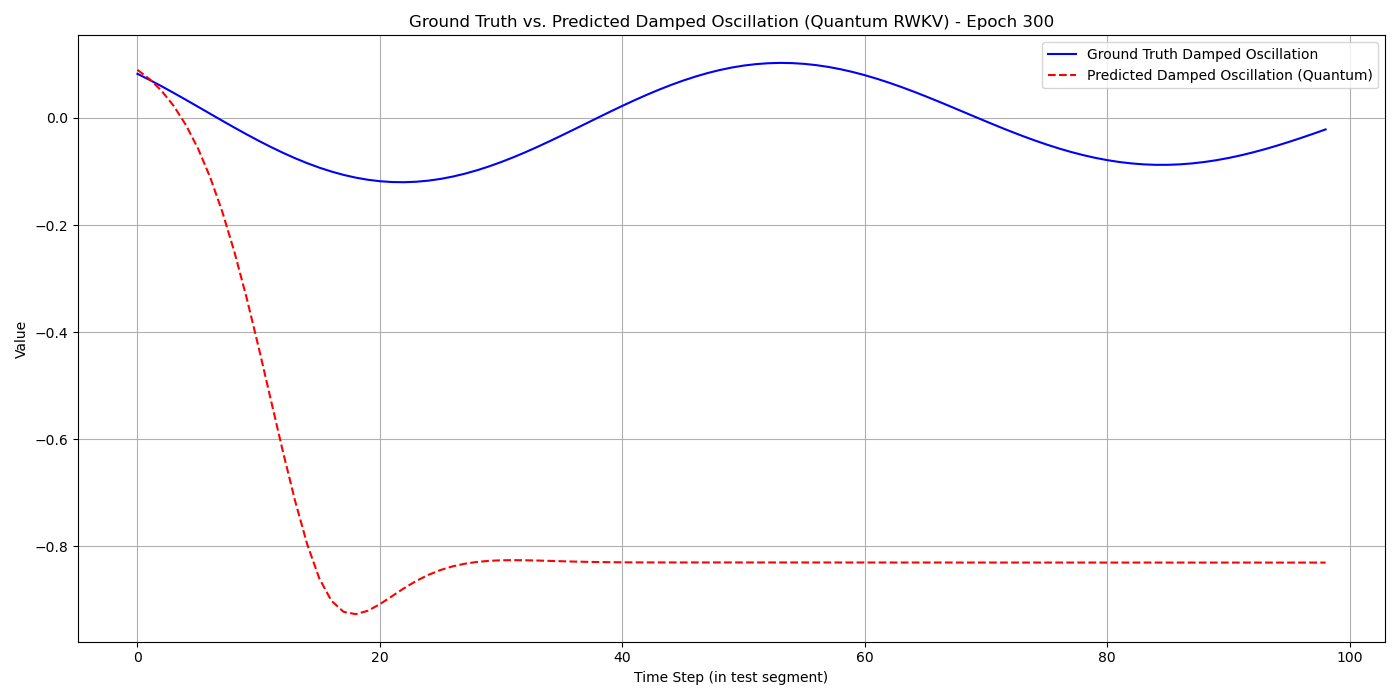 Ground Truth vs. Predicted Damped Oscillation (Quantum RWKV) - Epoch 300
Ground Truth Damped Oscillation
Predicted Damped Oscillation (Quantum)
0.0
−0.2
−0.4
−0.6
−0.8
Value
0 20 40 60 80 100
Time Step (in test segment)